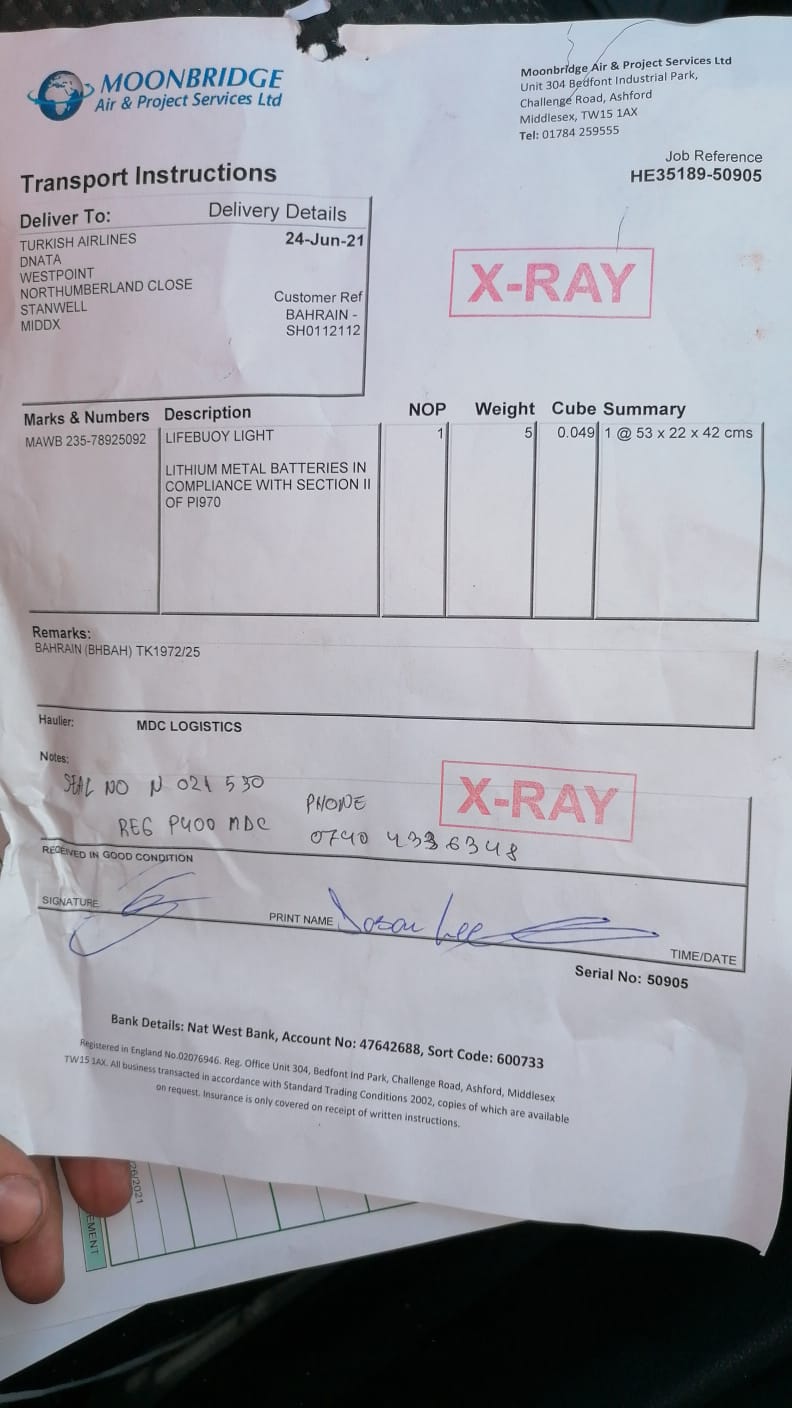 MOONBRIDGE
Air & Project Services Ltd
Moonbridge Air & Project Services Ltd
Unit 304 Bedfont Industrial Park,
Challenge Road, Ashford
Middlesex, TW15 1AX
Tel: 01784 259555
Job Reference
HE35189-50905
Transport Instructions
Deliver To:
Delivery Details
TURKISH AIRLINES
DNATA
WESTPOINT
NORTHUMBERLAND CLOSE
STANWELL
MIDDX
24-Jun-21
Customer Ref
BAHRAIN -
SH0112112
X-RAY
Marks & Numbers Description NOP Weight Cube Summary
MAWB 235-78925092 LIFEBUOY LIGHT 1 5 0.049 1 @ 53 x 22 x 42 cms
LITHIUM METAL BATTERIES IN
COMPLIANCE WITH SECTION II
OF PI970
Remarks:
BAHRAIN (BHBAH) TK1972/25
Haulier: MDC LOGISTICS
Notes:
SEAL NO N 021 530
REG P400 MDC
PHONE
0740 4336348
X-RAY
RECEIVED IN GOOD CONDITION
SIGNATURE
PRINT NAME Jason Lee
TIME/DATE
Serial No: 50905
Bank Details: Nat West Bank, Account No: 47642688, Sort Code: 600733
Registered in England No.02076946. Reg. Office Unit 304, Bedfont Ind Park, Challenge Road, Ashford, Middlesex
TW15 1AX. All business transacted in accordance with Standard Trading Conditions 2002, copies of which are available
on request. Insurance is only covered on receipt of written instructions.
26/2021
EMENT